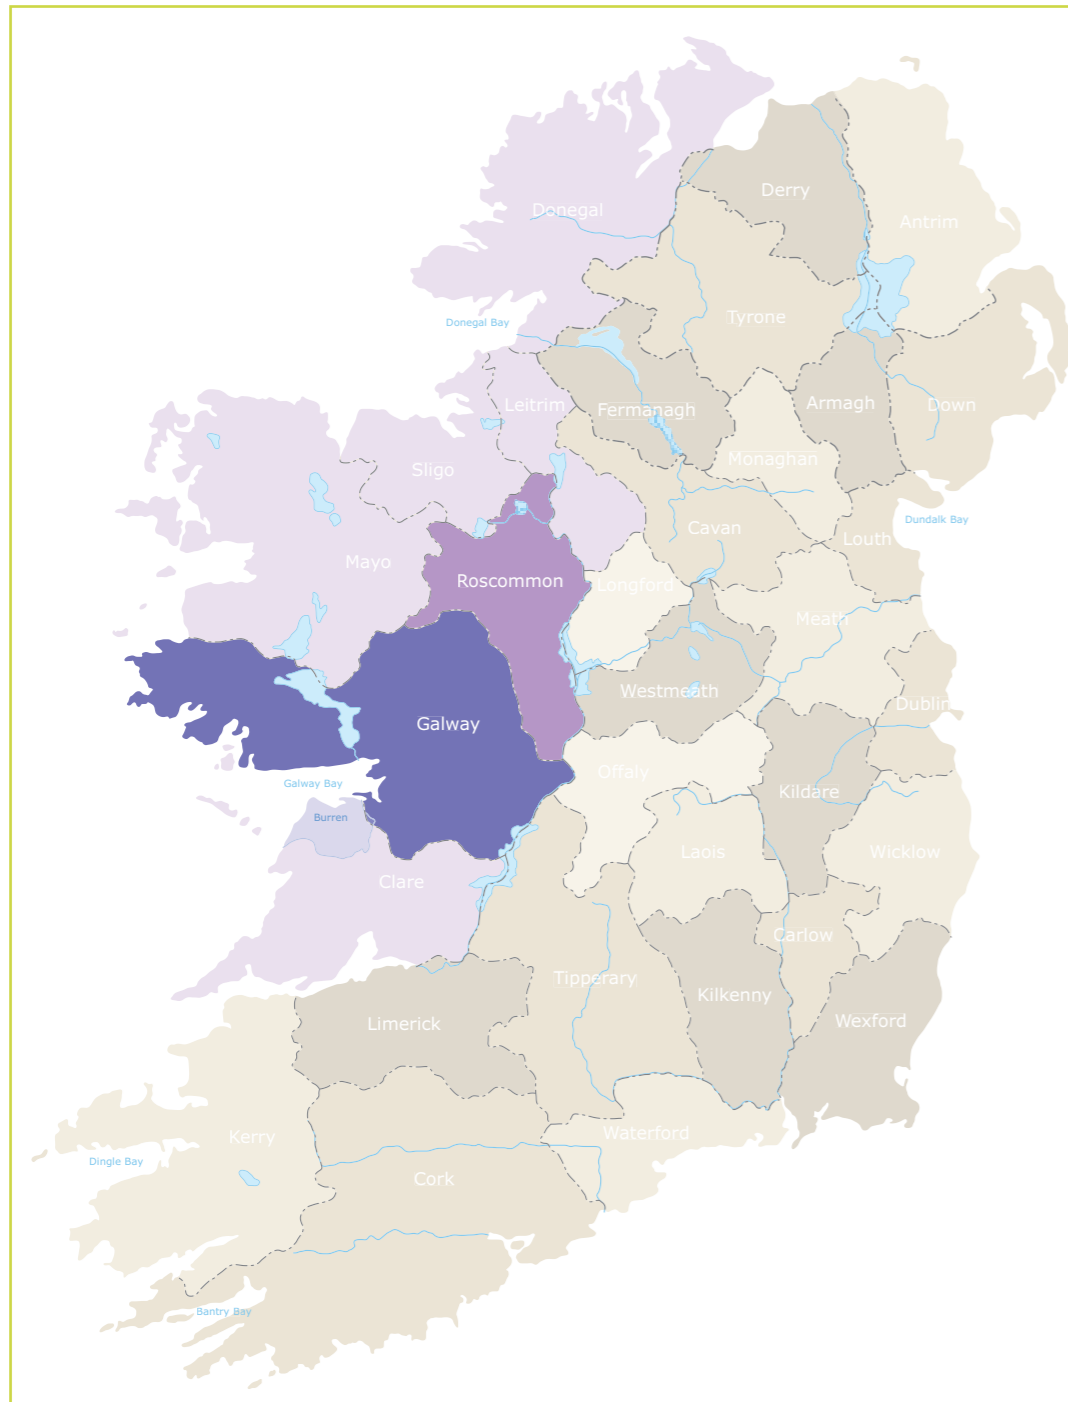 Derry
Donegal
Antrim
Tyrone
Donegal Bay
Leitrim
Fermanagh
Armagh
Down
Monaghan
Sligo
Dundalk Bay
Cavan
Louth
Mayo
Roscommon
Longford
Meath
Westmeath
Dublin
Galway
Offaly
Galway Bay
Kildare
Burren
Laois
Wicklow
Clare
Carlow
Tipperary
Kilkenny
Limerick
Wexford
Kerry
Waterford
Dingle Bay
Cork
Bantry Bay